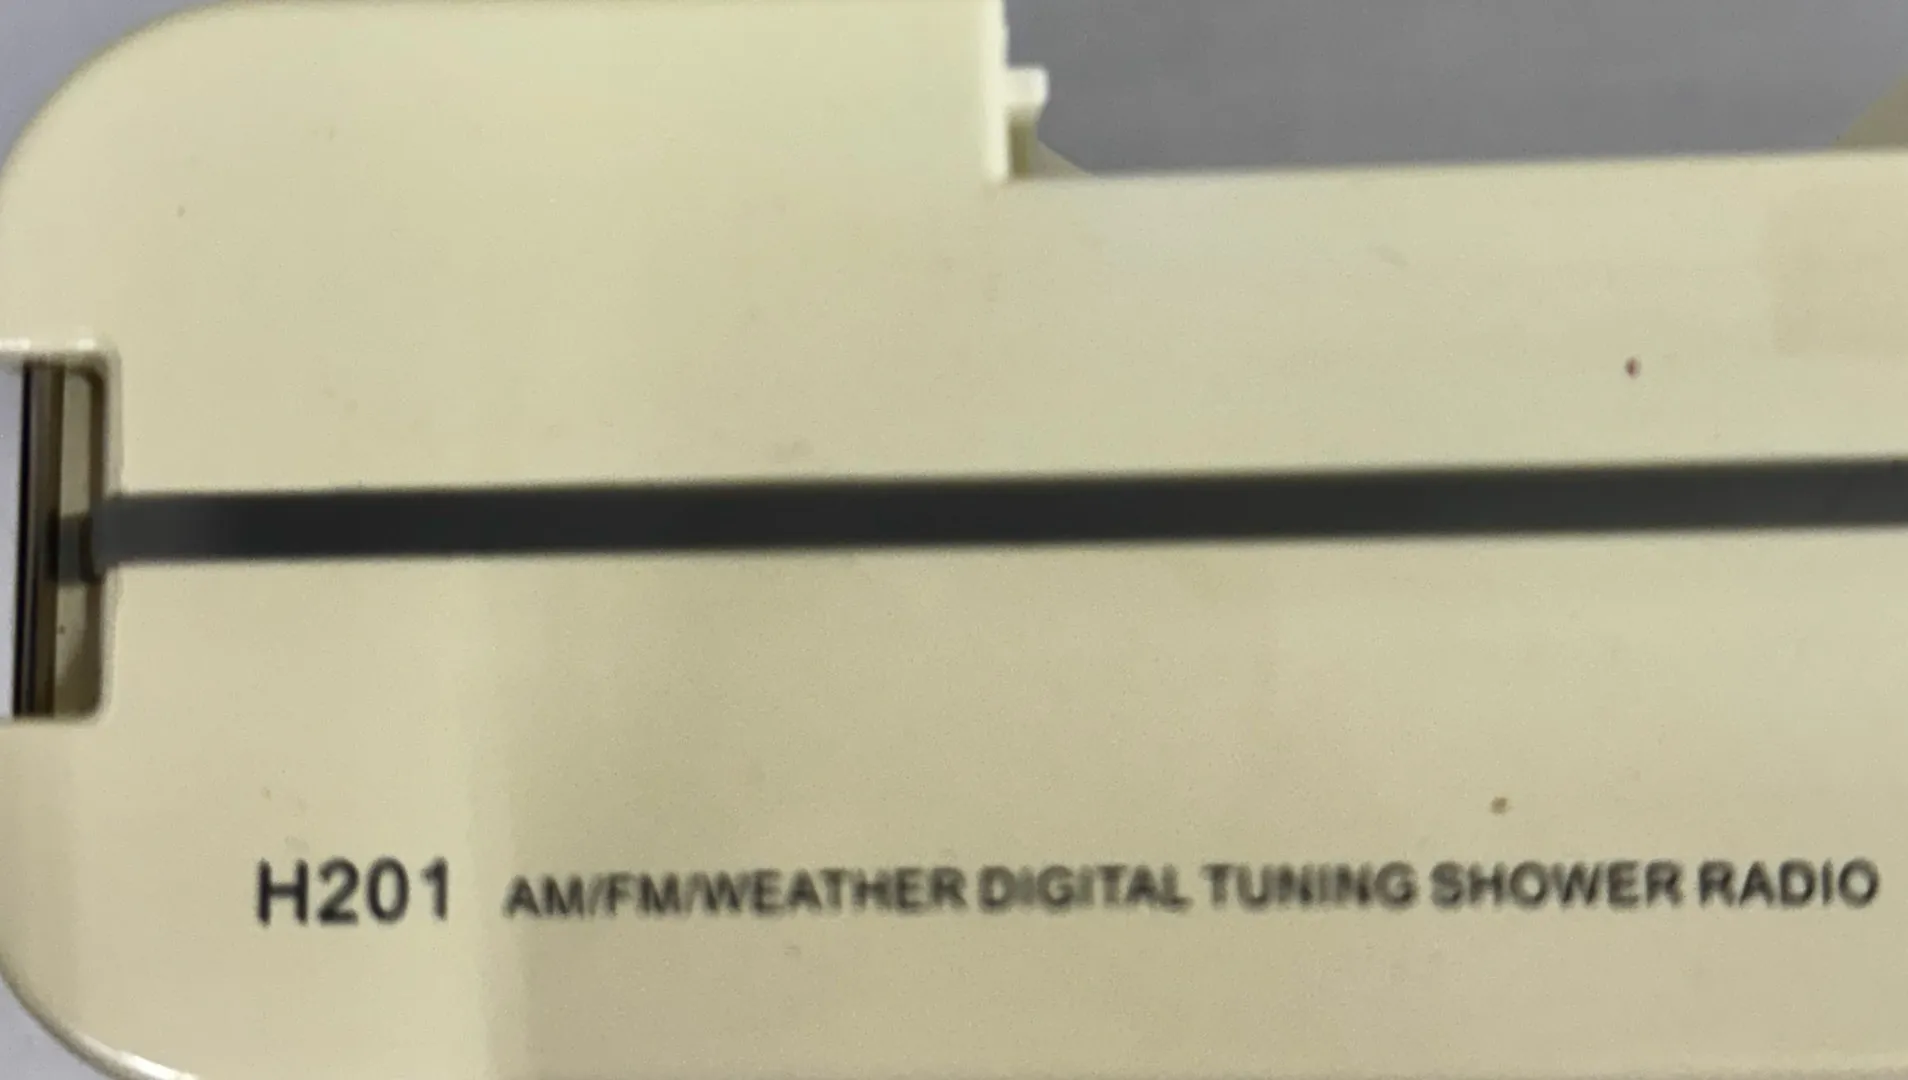 H201 AM/FM/WEATHER DIGITAL TUNING SHOWER RADIO